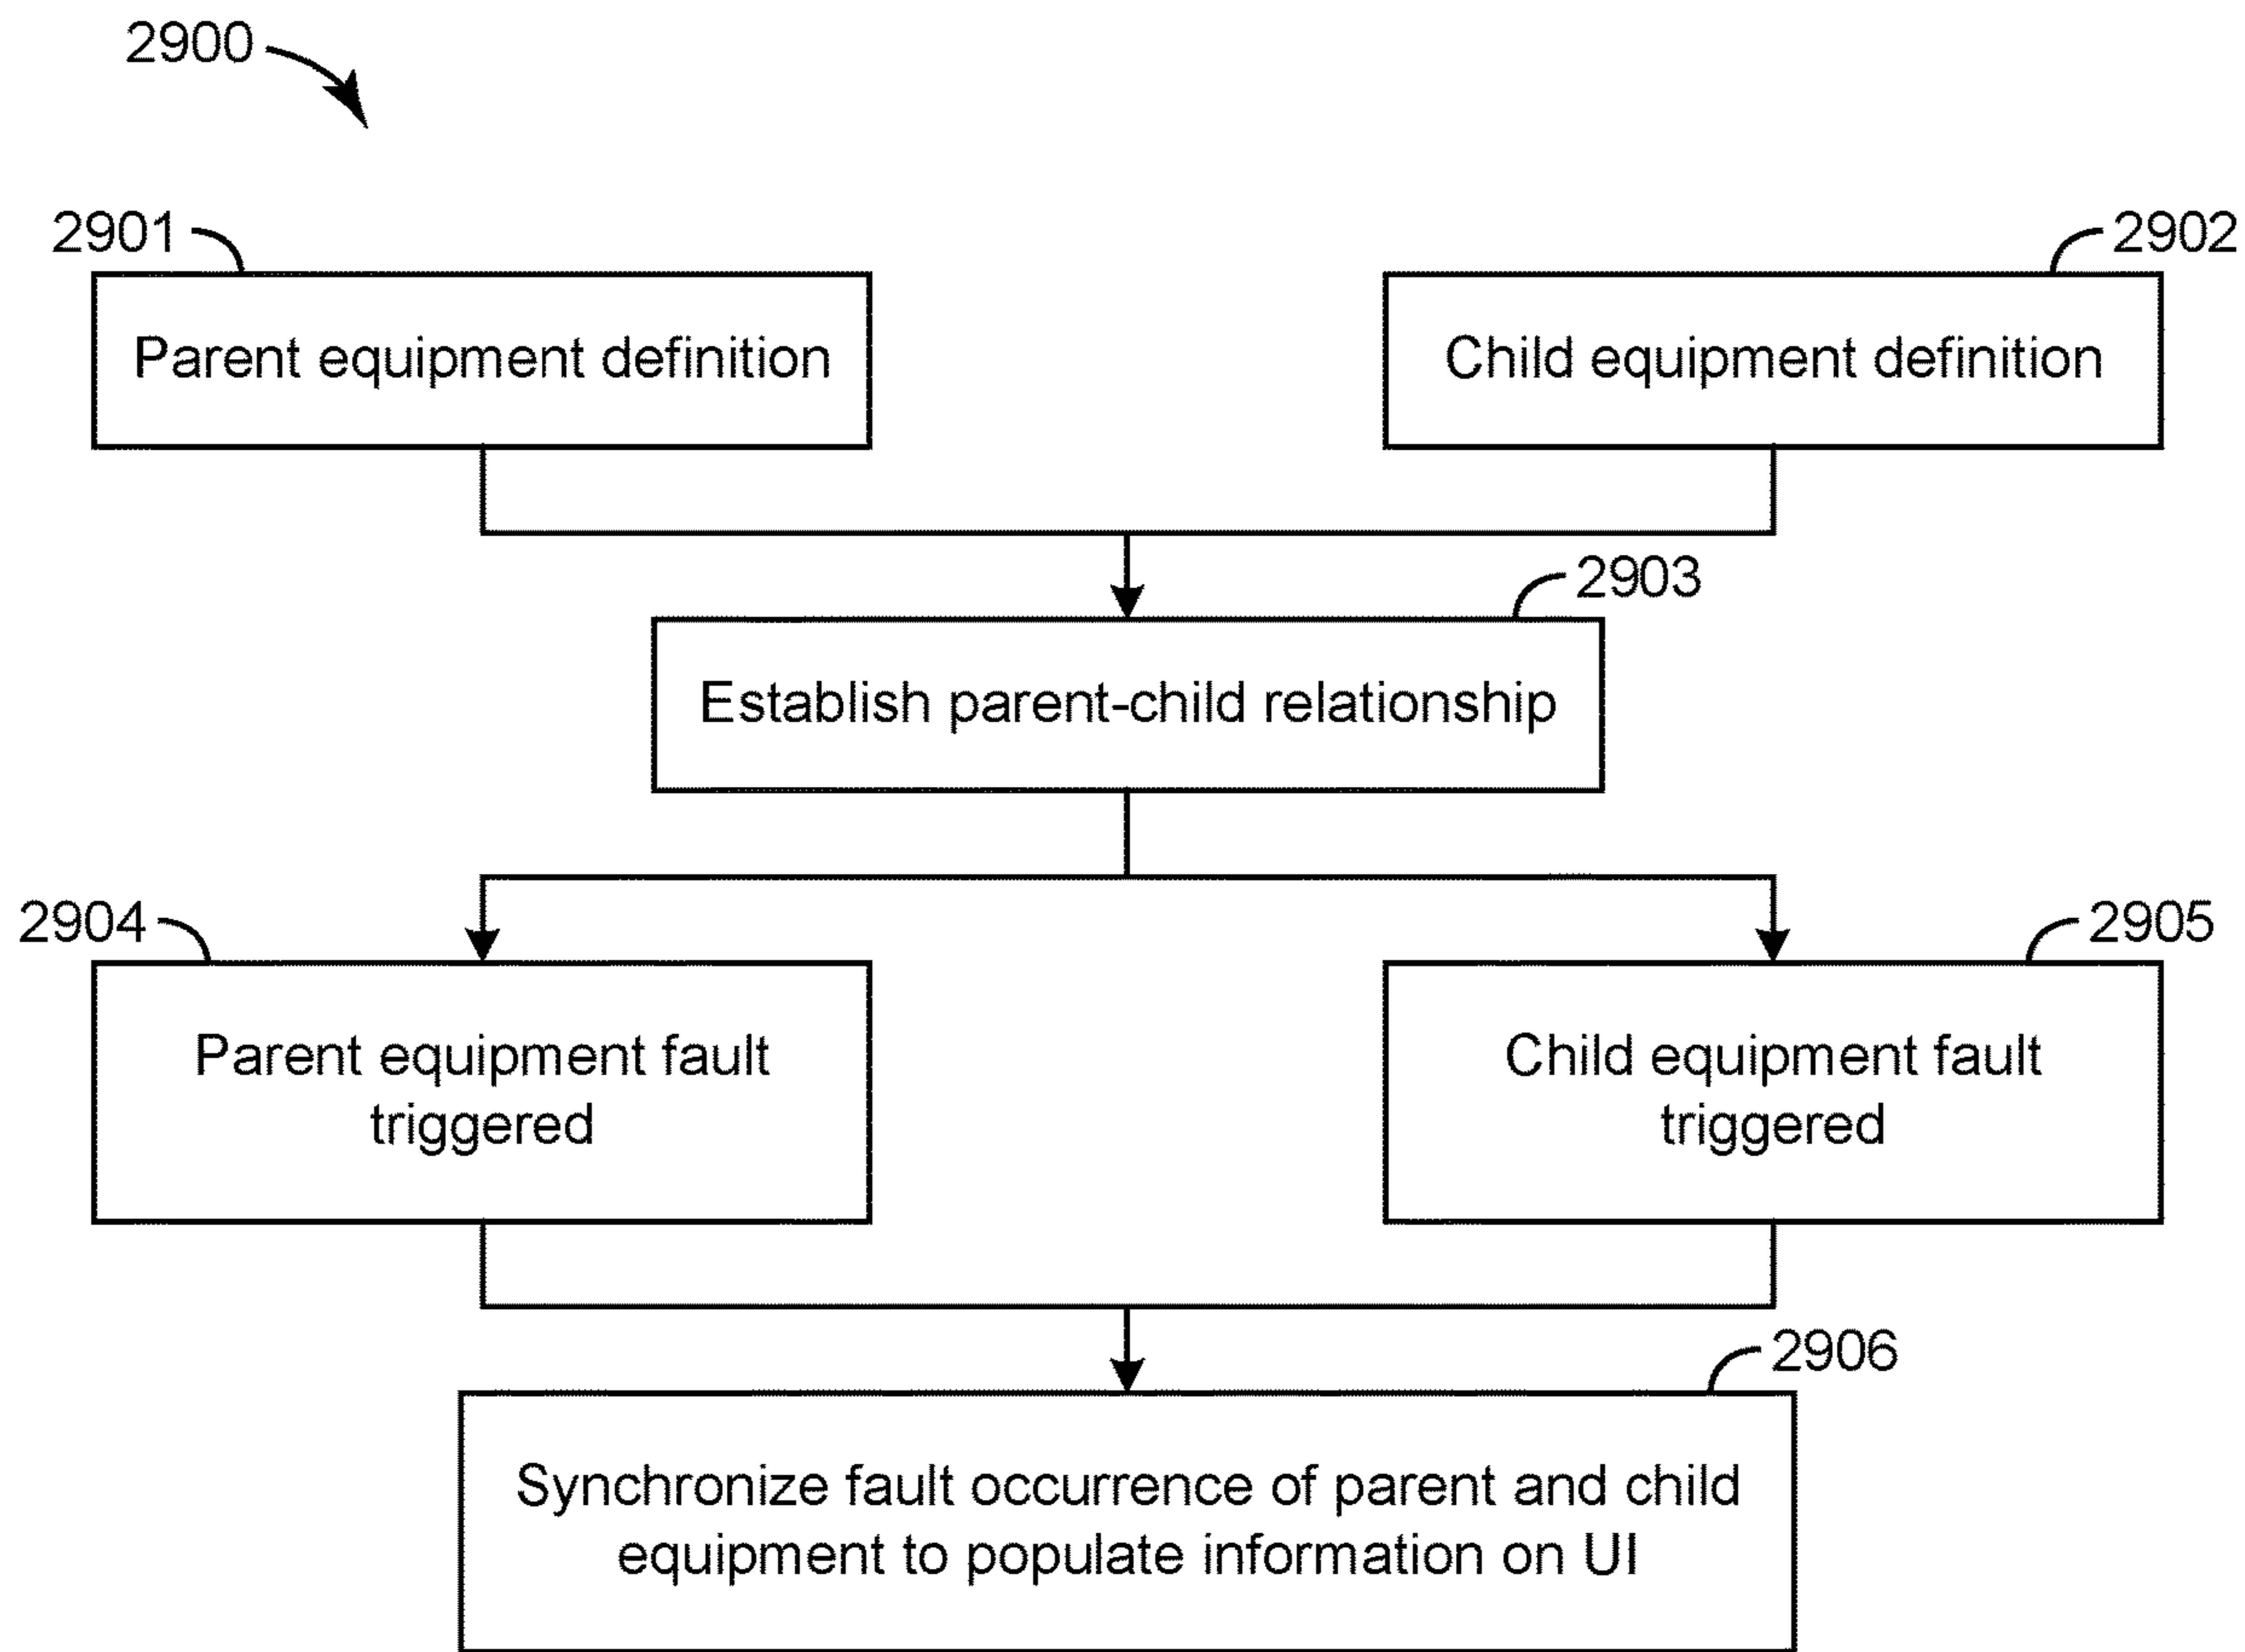 2900
2901
2902
Parent equipment definition
Child equipment definition
2903
Establish parent-child relationship
2904
2905
Parent equipment fault
triggered
Child equipment fault
triggered
2906
Synchronize fault occurrence of parent and child
equipment to populate information on UI